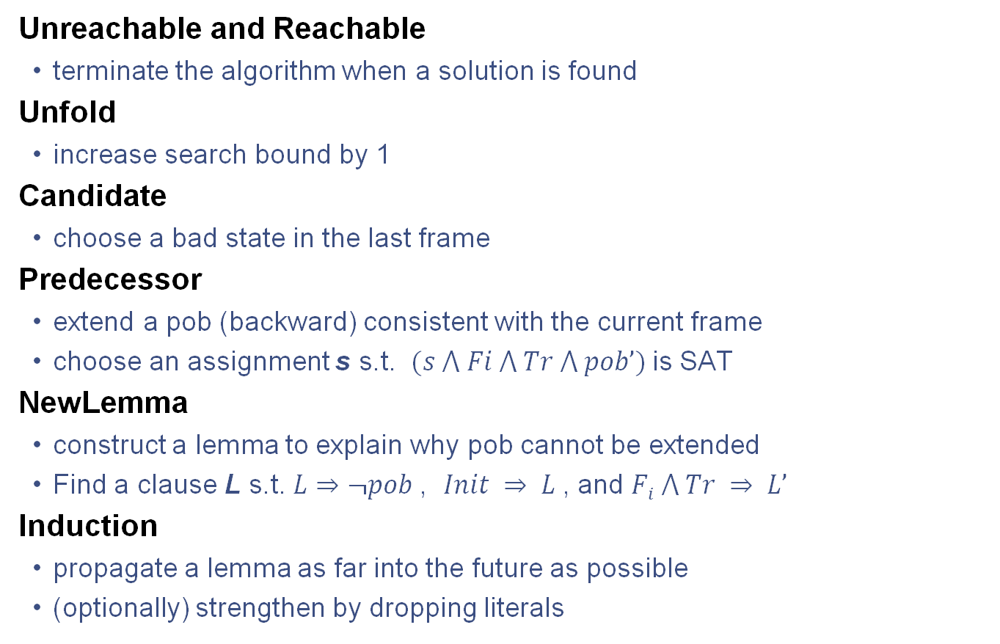 Unreachable and Reachable
• terminate the algorithm when a solution is found
Unfold
• increase search bound by 1
Candidate
• choose a bad state in the last frame
Predecessor
• extend a pob (backward) consistent with the current frame
• choose an assignment s s.t. (s ⋀ Fi ⋀ Tr ⋀ pob’) is SAT
NewLemma
• construct a lemma to explain why pob cannot be extended
• Find a clause L s.t. L ⇒ ¬pob , Init ⇒ L , and Fᵢ ⋀ Tr ⇒ L’
Induction
• propagate a lemma as far into the future as possible
• (optionally) strengthen by dropping literals